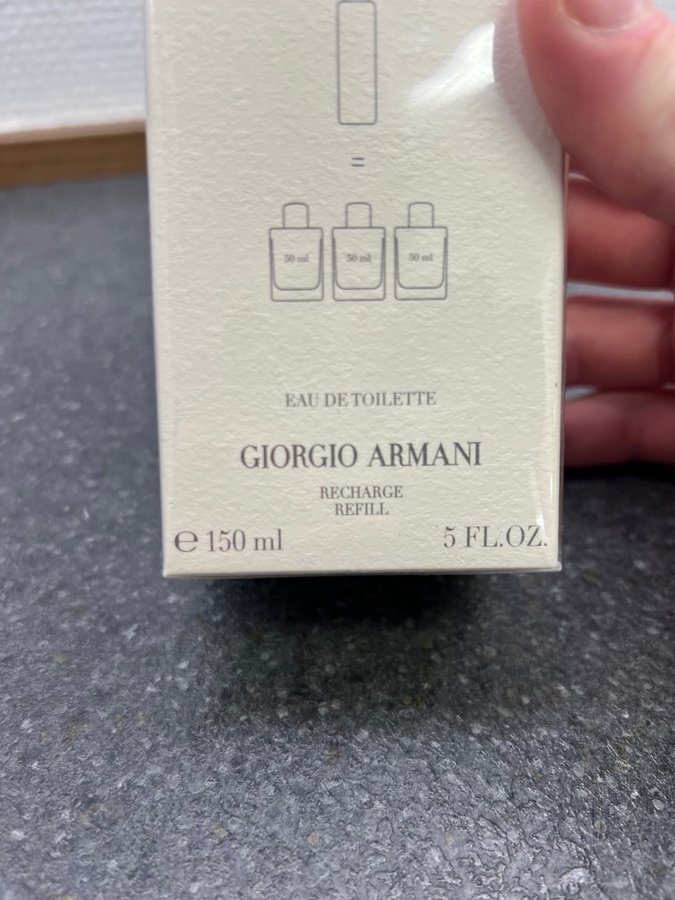 =
50 ml 50 ml 50 ml
EAU DE TOILETTE
GIORGIO ARMANI
RECHARGE
REFILL
℮ 150 ml 5 FL.OZ.